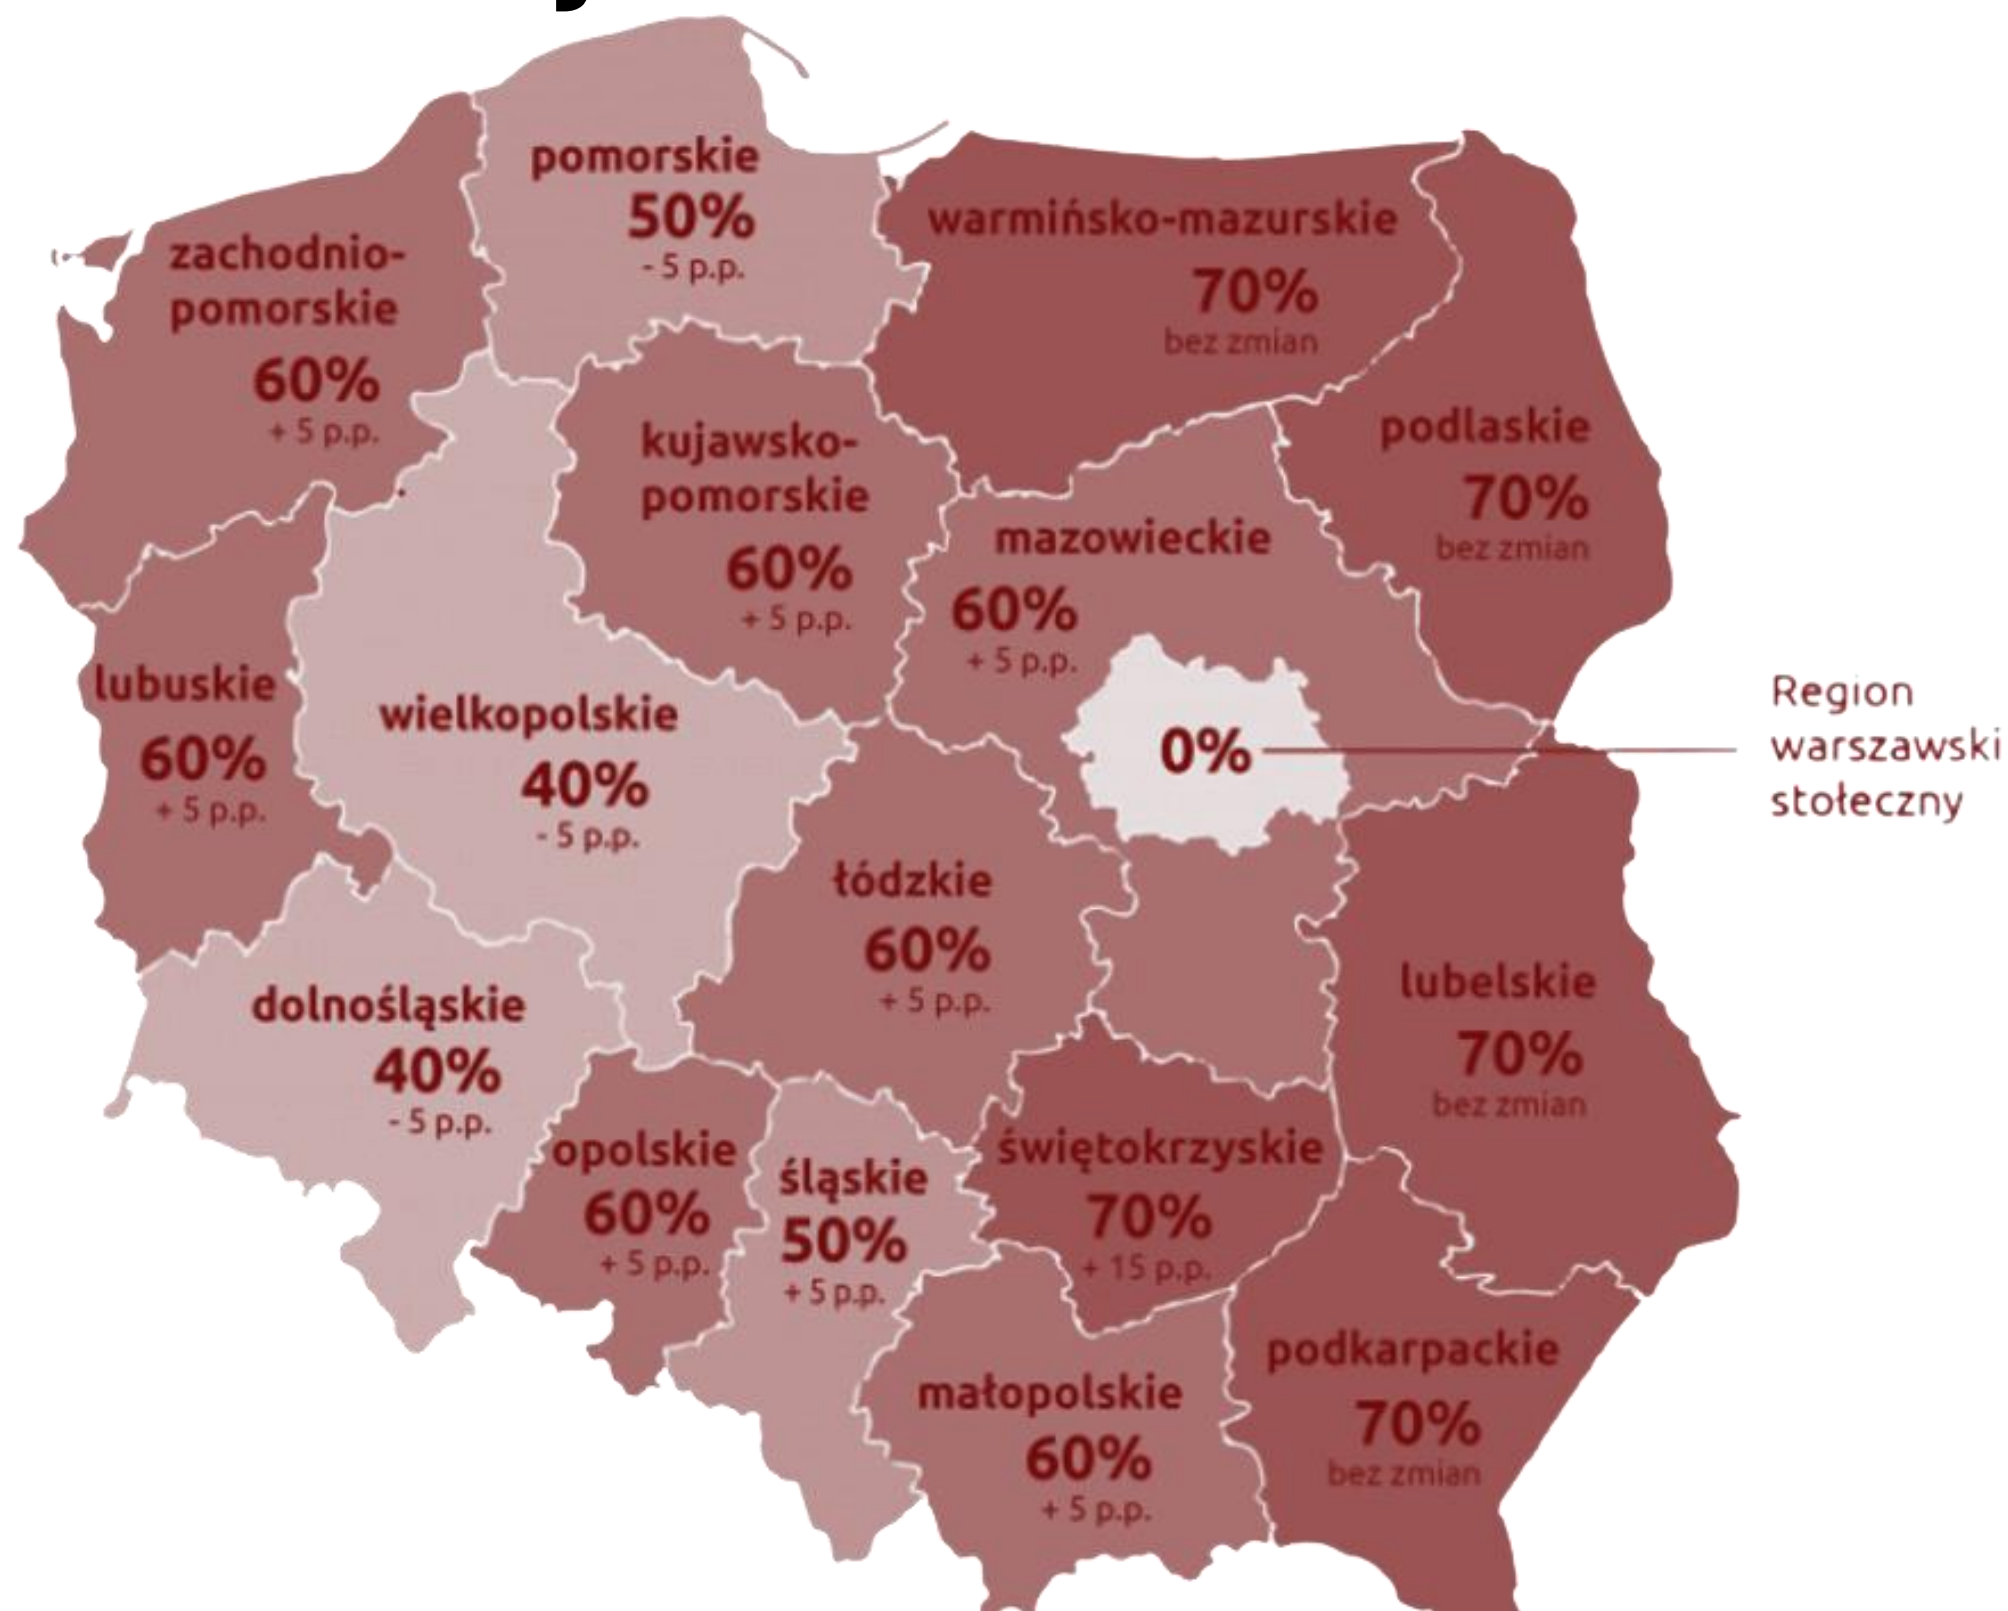 pomorskie
50%
- 5 p.p.
zachodnio-
pomorskie
60%
+ 5 p.p.
warmińsko-mazurskie
70%
bez zmian
podlaskie
70%
bez zmian
kujawsko-
pomorskie
60%
+ 5 p.p.
mazowieckie
60%
+ 5 p.p.
0%
Region
warszawski
stołeczny
lubuskie
60%
+ 5 p.p.
wielkopolskie
40%
- 5 p.p.
łódzkie
60%
+ 5 p.p.
lubelskie
70%
bez zmian
dolnośląskie
40%
- 5 p.p.
opolskie
60%
+ 5 p.p.
śląskie
50%
+ 5 p.p.
świętokrzyskie
70%
+ 15 p.p.
małopolskie
60%
+ 5 p.p.
podkarpackie
70%
bez zmian